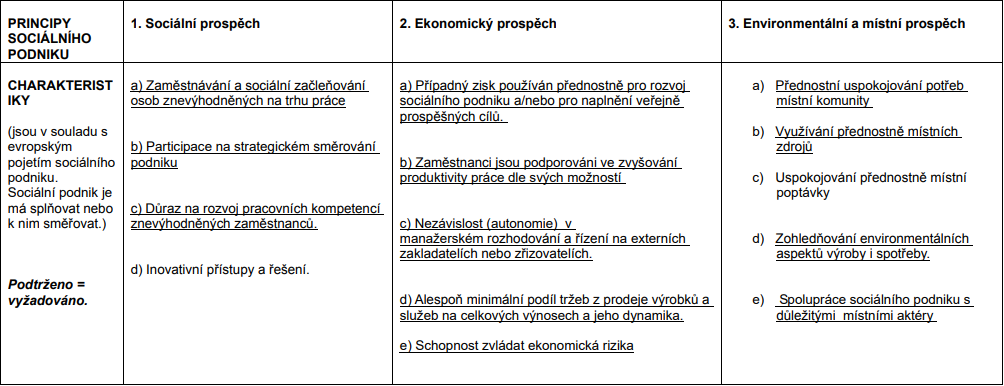 PRINCIPY
SOCIÁLNÍHO
PODNIKU
1. Sociální prospěch
2. Ekonomický prospěch
3. Environmentální a místní prospěch
CHARAKTERIST
IKY
(jsou v souladu s
evropským
pojetím sociálního
podniku.
Sociální podnik je
má splňovat nebo
k nim směřovat.)
Podtrženo =
vyžadováno.
a) Zaměstnávání a sociální začleňování
osob znevýhodněných na trhu práce
b) Participace na strategickém směrování
podniku
c) Důraz na rozvoj pracovních kompetencí
znevýhodněných zaměstnanců.
d) Inovativní přístupy a řešení.
a) Případný zisk používán přednostně pro rozvoj
sociálního podniku a/nebo pro naplnění veřejně
prospěšných cílů.
b) Zaměstnanci jsou podporováni ve zvyšování
produktivity práce dle svých možností
c) Nezávislost (autonomie) v
manažerském rozhodování a řízení na externích
zakladatelích nebo zřizovatelích.
d) Alespoň minimální podíl tržeb z prodeje výrobků a
služeb na celkových výnosech a jeho dynamika.
e) Schopnost zvládat ekonomická rizika
a) Přednostní uspokojování potřeb
místní komunity
b) Využívání přednostně místních
zdrojů
c) Uspokojování přednostně místní
poptávky
d) Zohledňování environmentálních
aspektů výroby i spotřeby.
e) Spolupráce sociálního podniku s
důležitými místními aktéry